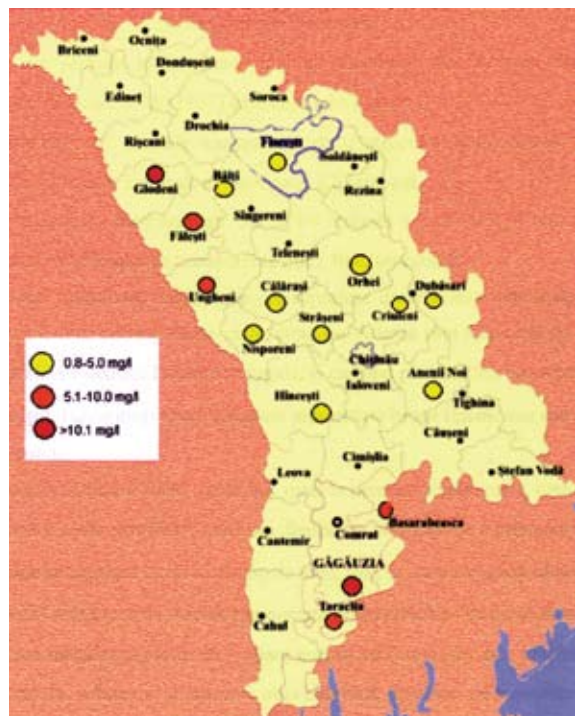 Ocnița
Briceni
Dondușeni
Edineț
Soroca
Drochia
Rîșcani
Florești
Șoldănești
Glodeni
Bălți
Rezina
Sîngereni
Fălești
Telenești
Orhei
Ungheni
Călărași
Dubăsari
Criuleni
Strășeni
Nisporeni
Chișinău
Ialoveni
Anenii Noi
Hîncești
Tighina
Căușeni
Cimișlia
Leova
Ștefan Vodă
Basarabeasca
Comrat
Cantemir
GĂGĂUZIA
Taraclia
Cahul
0.8-5.0 mg/l
5.1-10.0 mg/l
>10.1 mg/l